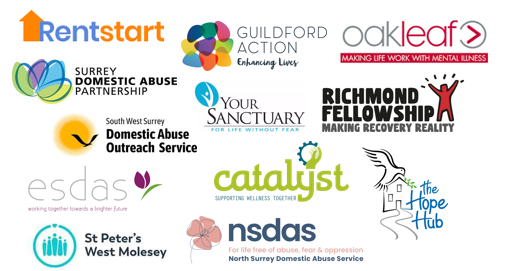 Rentstart
GUILDFORD
ACTION
Enhancing Lives
oakleaf
MAKING LIFE WORK WITH MENTAL ILLNESS
SURREY
DOMESTIC ABUSE
PARTNERSHIP
YOUR
SANCTUARY
FOR LIFE WITHOUT FEAR
RICHMOND
FELLOWSHIP
MAKING RECOVERY REALITY
South West Surrey
Domestic Abuse
Outreach Service
esdas
working together towards a brighter future
catalyst
SUPPORTING WELLNESS TOGETHER
the
Hope
Hub
St Peter's
West Molesey
nsdas
For life free of abuse, fear & oppression
North Surrey Domestic Abuse Service